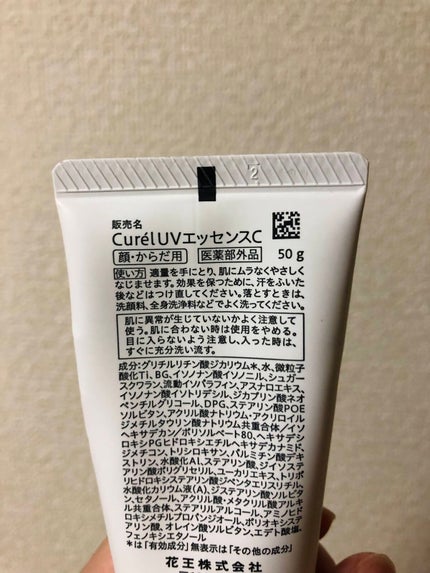 2
販売名
CurélUVエッセンスC
顔・からだ用 医薬部外品 50g
使い方 適量を手にとり、肌にムラなくやさしく
なじませます。効果を保つために、汗をふいた
後などはつけ直してください。落とすときは、
洗顔料、全身洗浄料などでよく洗ってください。
肌に異常が生じていないかよく注意して
使う。肌に合わない時は使用をやめる。
目に入らないよう注意し、入った時は、
すぐに充分洗い流す。
成分:グリチルリチン酸ジカリウム*、水、微粒子
酸化Ti、BG、イソノナン酸イソノニル、シュガー
スクワラン、流動イソパラフィン、アスナロエキス、
イソノナン酸イソトリデシル、ジカプリン酸ネオ
ペンチルグリコール、DPG、ステアリン酸POE
ソルビタン、アクリル酸ナトリウム・アクリロイル
ジメチルタウリン酸ナトリウム共重合体/イソ
ヘキサデカン/ポリソルベート80、ヘキサデシ
ロキシPGヒドロキシエチルヘキサデカナミド、
ジメチコン、トリシロキサン、パルミチン酸デキ
ストリン、水酸化Al、ステアリン酸、ジイソステ
アリン酸ポリグリセリル、ユーカリエキス、トリポ
リヒドロキシステアリン酸ジペンタエリスリチル、
水酸化カリウム液(A)、ジステアリン酸ソルビタ
ン、セタノール、アクリル酸・メタクリル酸アルキ
ル共重合体、ステアリルアルコール、アミノヒド
ロキシメチルプロパンジオール、ポリオキシステ
アリン酸、オレイン酸ソルビタン、エデト酸塩、
フェノキシエタノール
*は「有効成分」無表示は「その他の成分」
花王株式会社